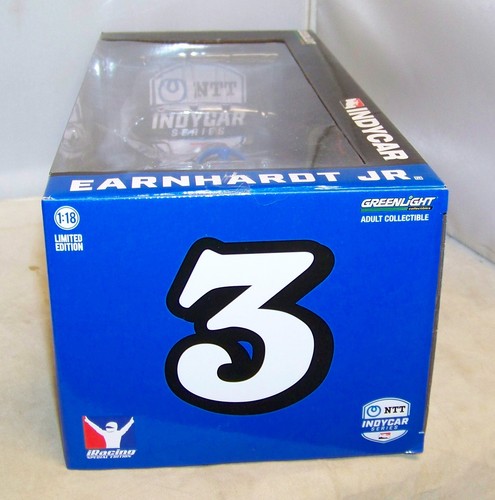 NTT
INDYCAR
SERIES
INDYCAR
EARNHARDT JR.
1:18
LIMITED
EDITION
GREENLIGHT
collectibles
ADULT COLLECTIBLE
3
iRacing
NTT
INDYCAR
SERIES